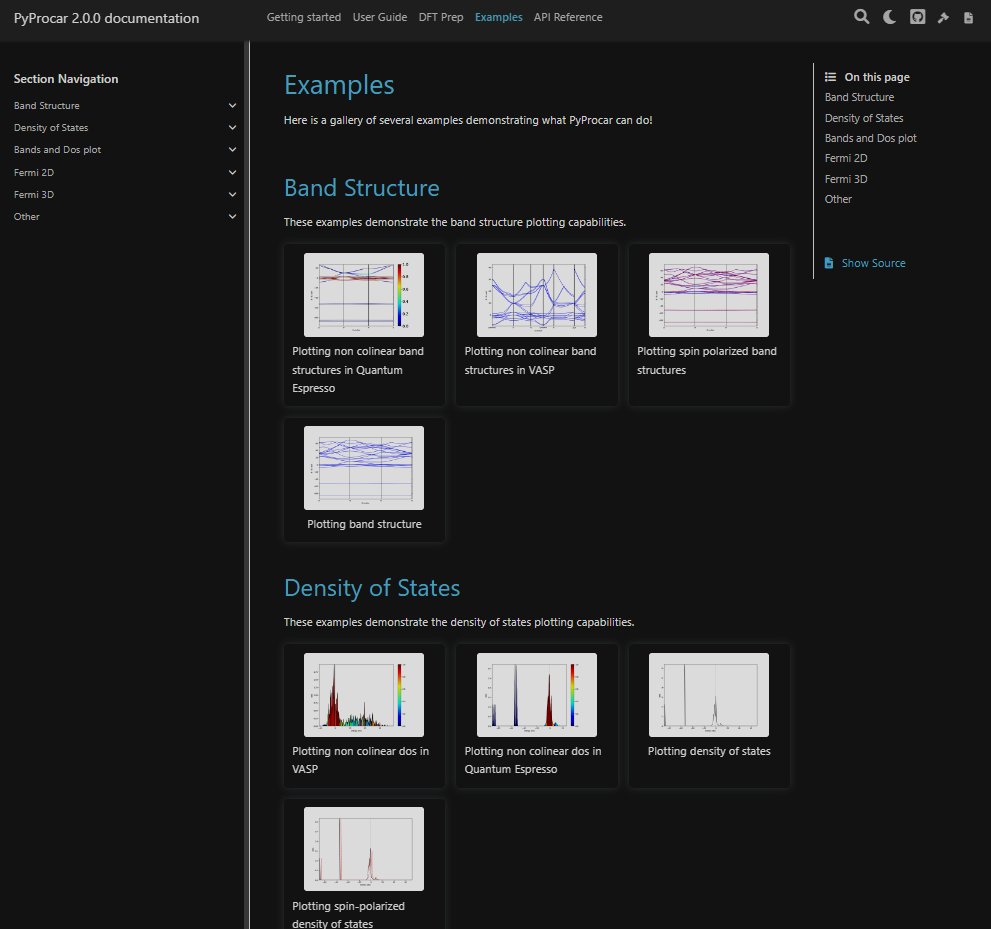 PyProcar 2.0.0 documentation
Getting started User Guide DFT Prep Examples API Reference
Section Navigation
Band Structure
Density of States
Bands and Dos plot
Fermi 2D
Fermi 3D
Other
Examples
Here is a gallery of several examples demonstrating what PyProcar can do!
Band Structure
These examples demonstrate the band structure plotting capabilities.
Plotting non colinear band
structures in Quantum
Espresso
Plotting non colinear band
structures in VASP
Plotting spin polarized band
structures
Plotting band structure
Density of States
These examples demonstrate the density of states plotting capabilities.
Plotting non colinear dos in
VASP
Plotting non colinear dos in
Quantum Espresso
Plotting density of states
Plotting spin-polarized
density of states
On this page
Band Structure
Density of States
Bands and Dos plot
Fermi 2D
Fermi 3D
Other
Show Source